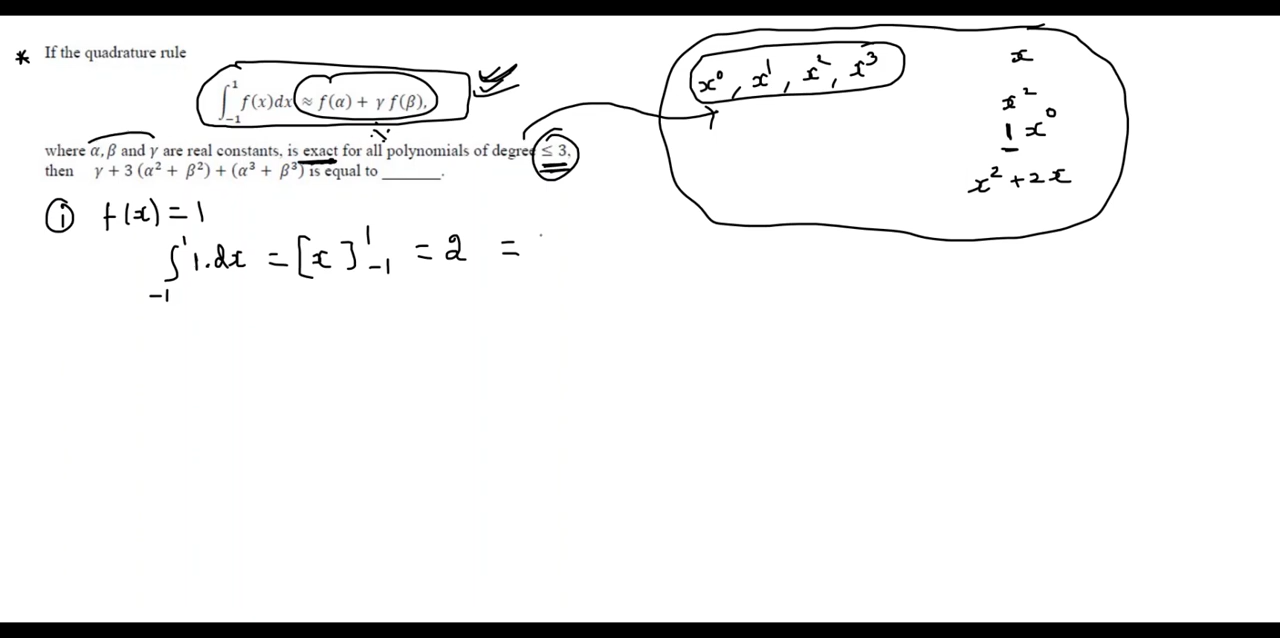 * If the quadrature rule
∫₋₁¹ f(x)dx ≈ f(α) + γ f(β),
where α, β and γ are real constants, is exact for all polynomials of degree ≤ 3,
then γ + 3 (α² + β²) + (α³ + β³) is equal to ______.
x⁰, x¹, x², x³
x
x²
1 x⁰
x² + 2x
① f(x) = 1
∫₋₁¹ 1.dx = [x]₋₁¹ = 2 =